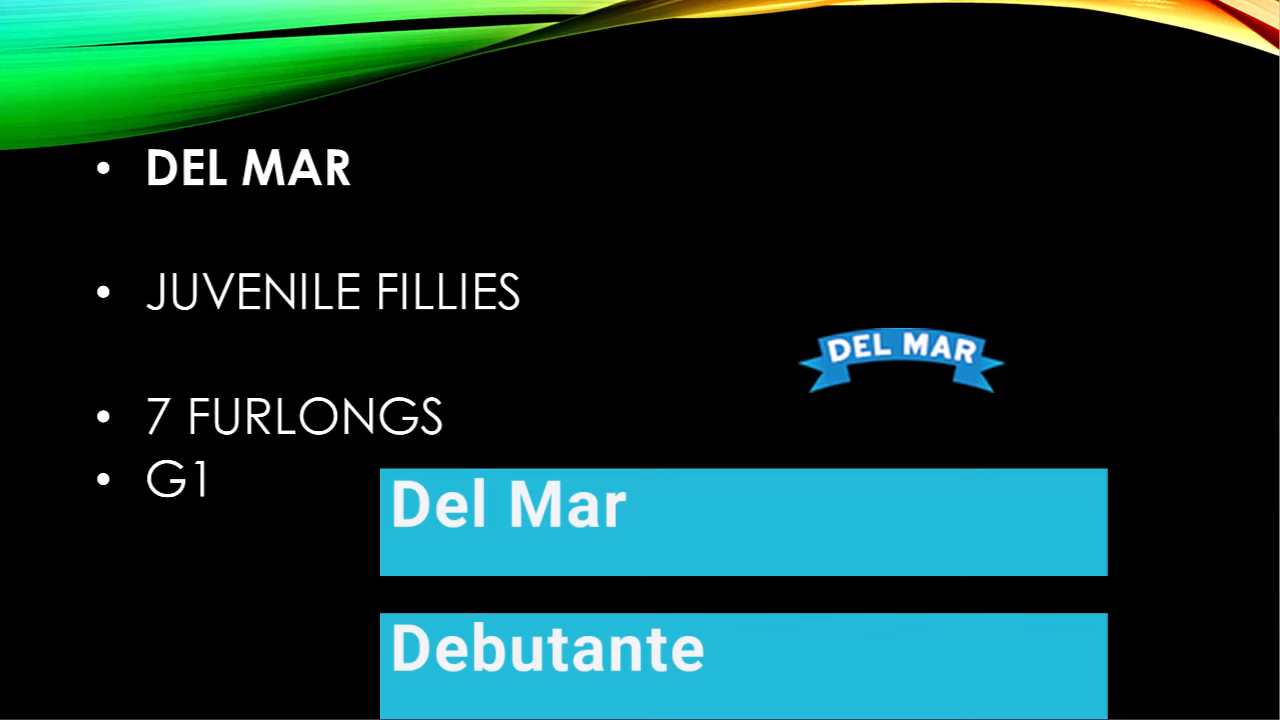 • DEL MAR
• JUVENILE FILLIES
DEL MAR
• 7 FURLONGS
• G1
Del Mar
Debutante